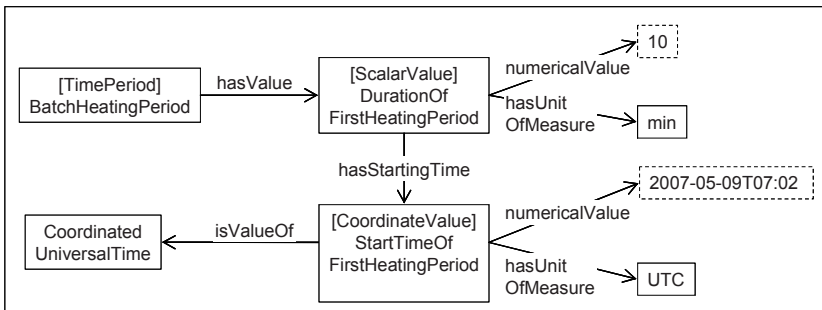 10
[TimePeriod]
BatchHeatingPeriod
hasValue
[ScalarValue]
DurationOf
FirstHeatingPeriod
numericalValue
hasUnit
OfMeasure
min
hasStartingTime
2007-05-09T07:02
Coordinated
UniversalTime
isValueOf
[CoordinateValue]
StartTimeOf
FirstHeatingPeriod
numericalValue
hasUnit
OfMeasure
UTC